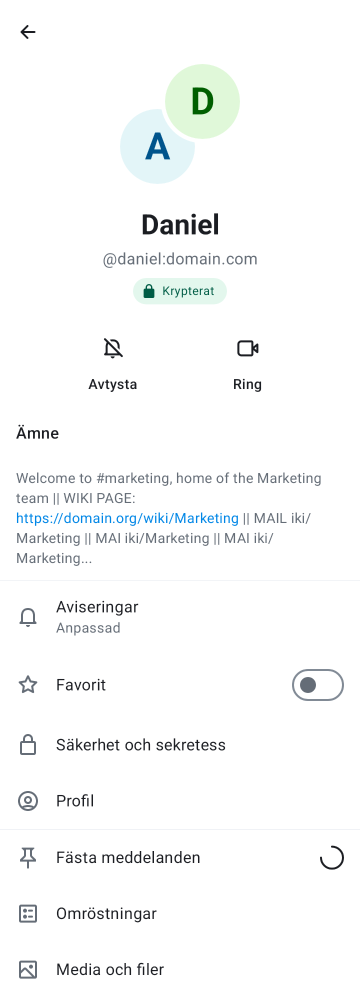 D
A
Daniel
@daniel:domain.com
Krypterat
Avtysta
Ring
Ämne
Welcome to #marketing, home of the Marketing
team || WIKI PAGE:
https://domain.org/wiki/Marketing || MAIL iki/
Marketing || MAI iki/Marketing || MAI iki/
Marketing...
Aviseringar
Anpassad
Favorit
Säkerhet och sekretess
Profil
Fästa meddelanden
Omröstningar
Media och filer